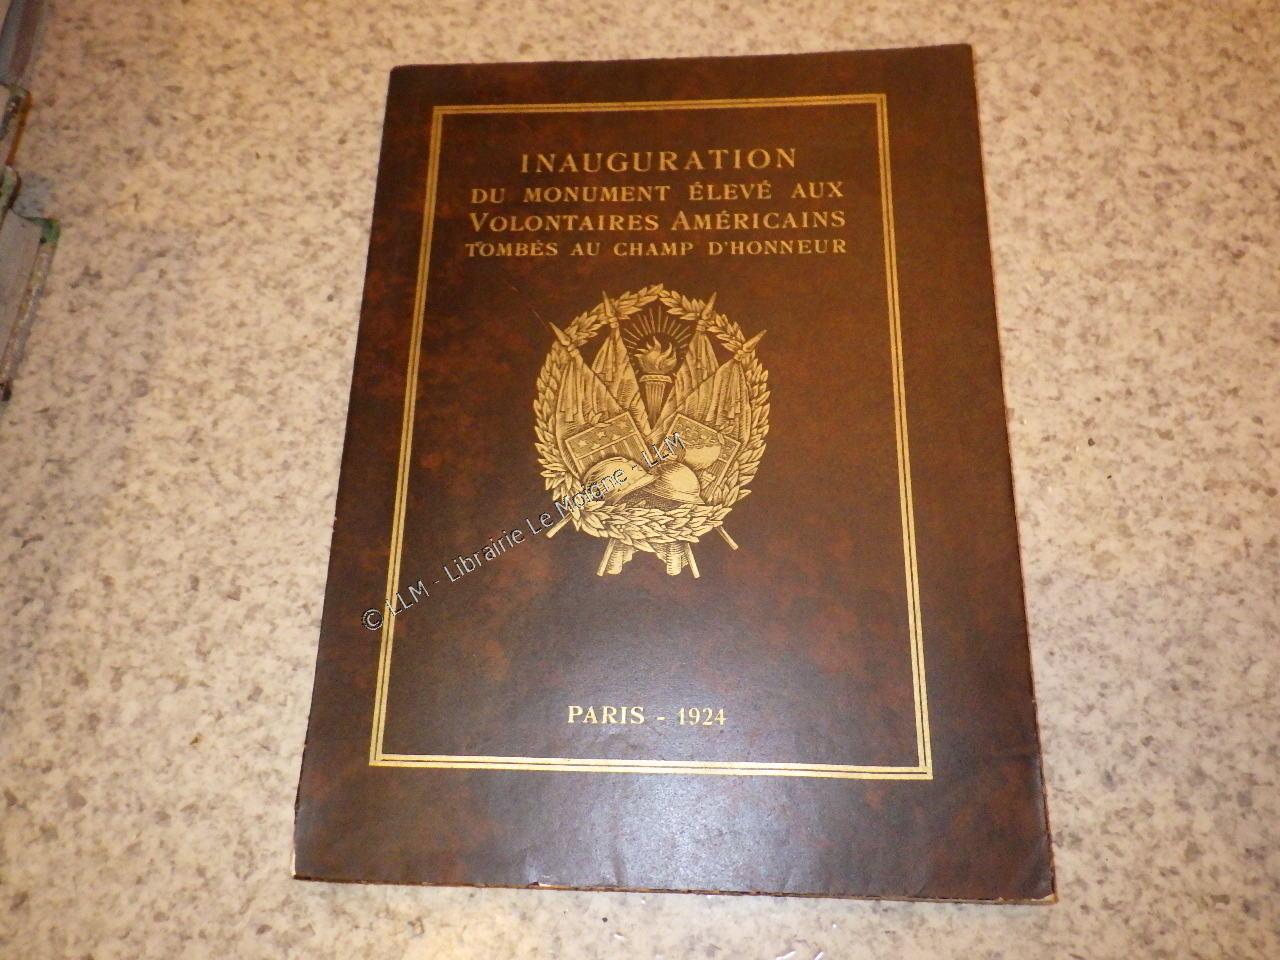 INAUGURATION
DU MONUMENT ÉLEVÉ AUX
VOLONTAIRES AMÉRICAINS
TOMBÉS AU CHAMP D'HONNEUR
© LLM - Librairie Le Moigne - LLM
PARIS - 1924